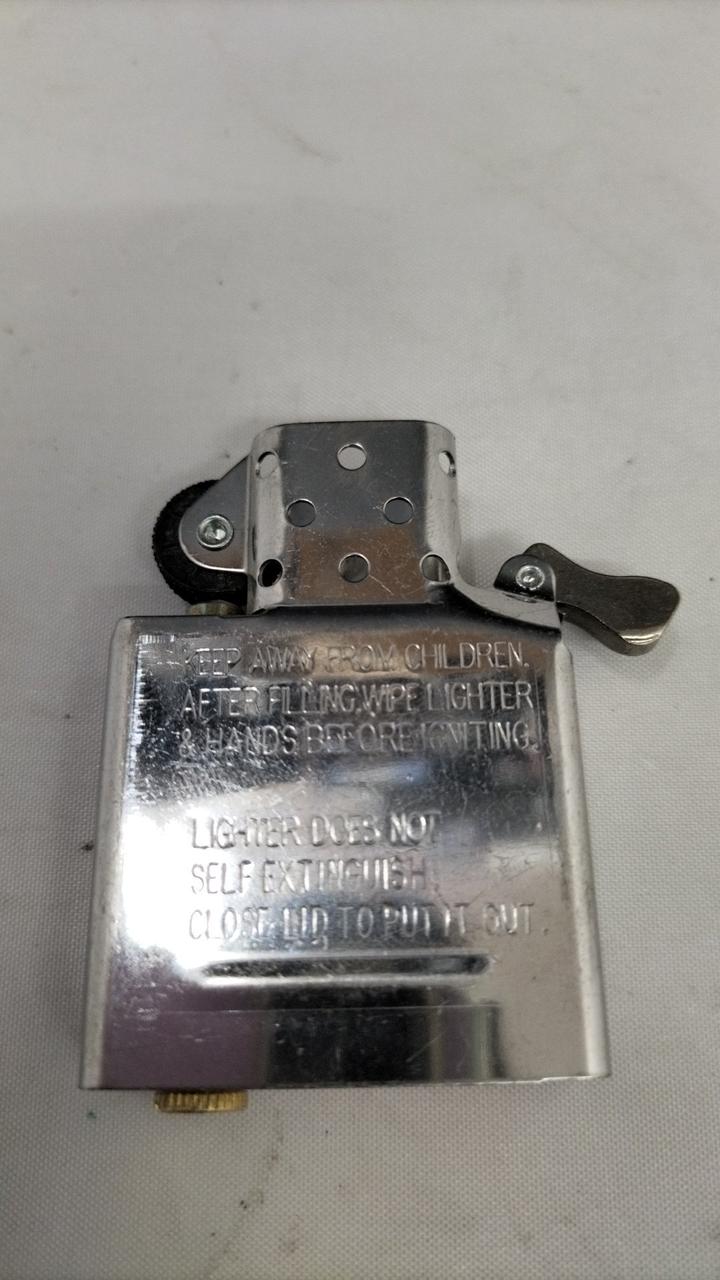 KEEP AWAY FROM CHILDREN.
AFTER FILLING, WIPE LIGHTER
& HANDS BEFORE IGNITING.
LIGHTER DOES NOT
SELF EXTINGUISH.
CLOSE LID TO PUT IT OUT.